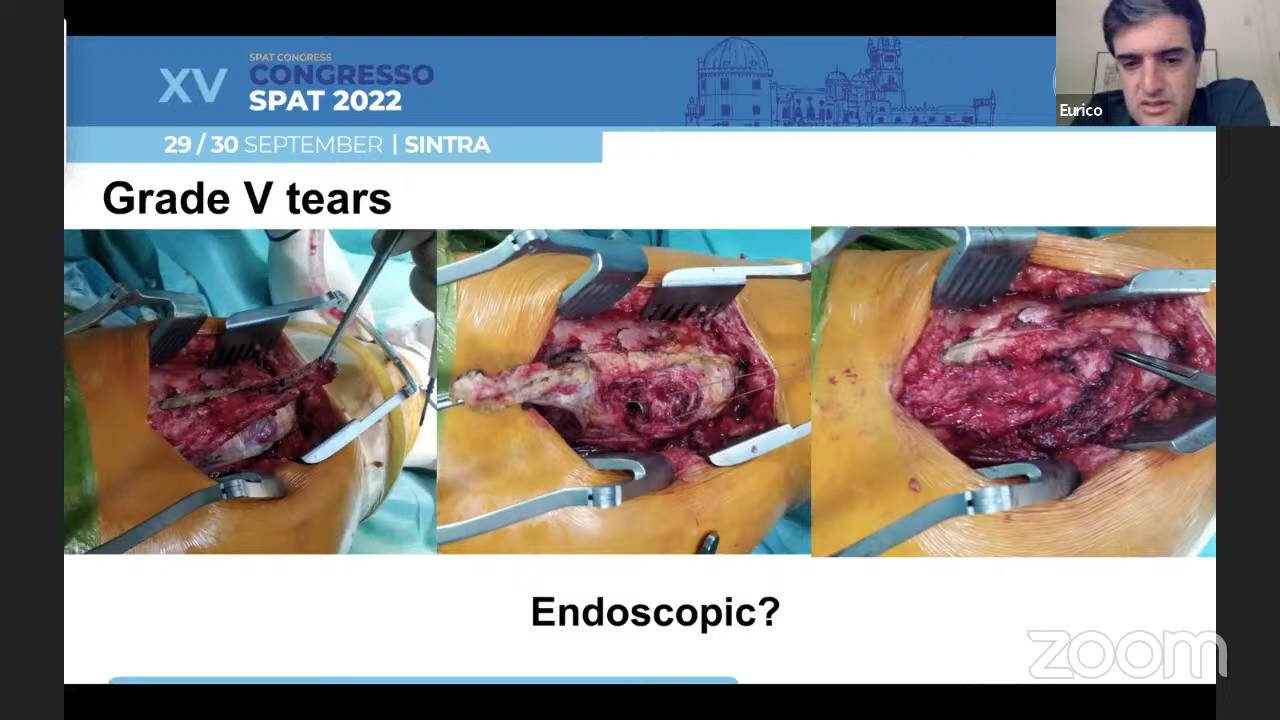 SPAT CONGRESS
XV CONGRESSO
SPAT 2022
29 / 30 SEPTEMBER | SINTRA
Eurico
Grade V tears
Endoscopic?
zoom